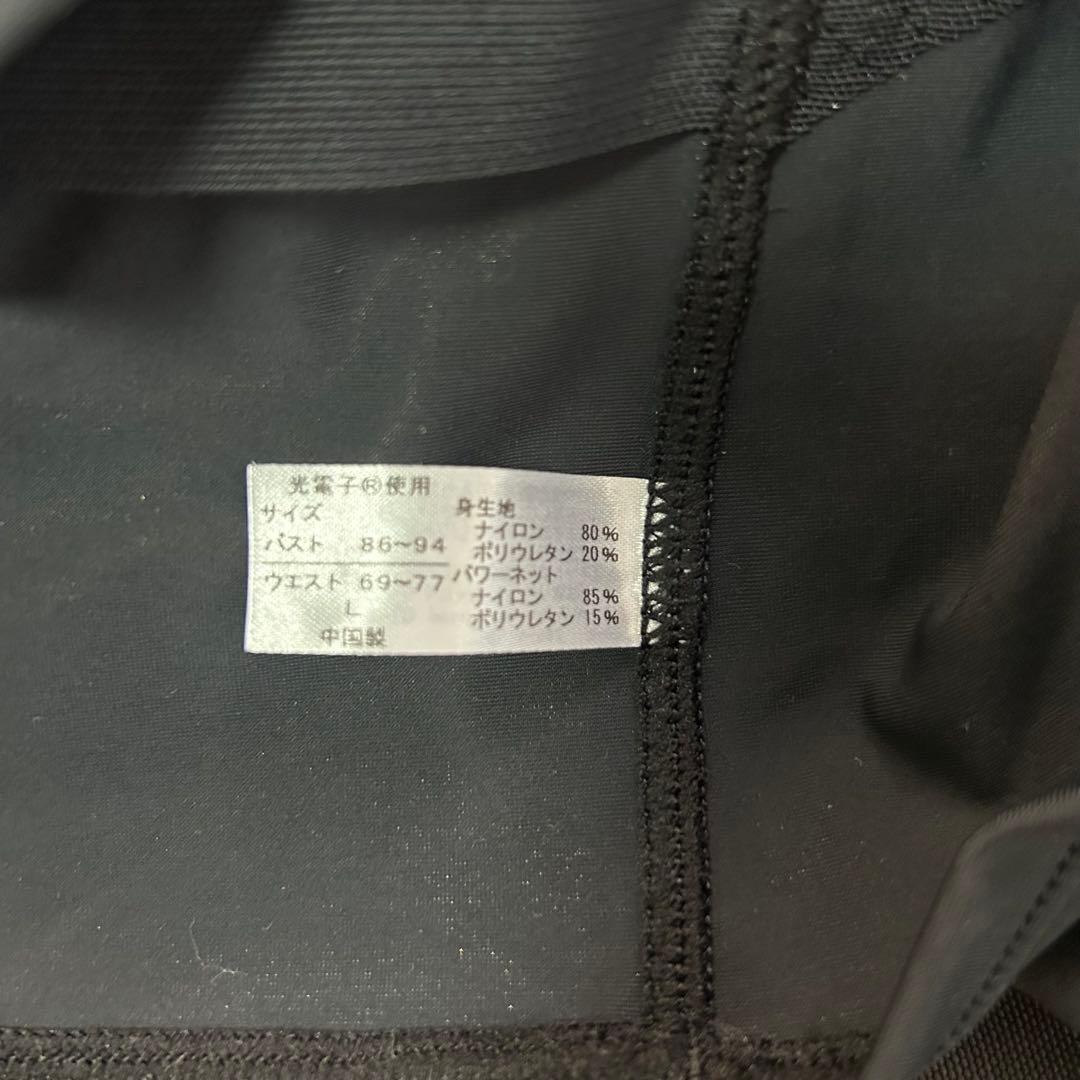 光電子®使用
サイズ
バスト 86～94
ウエスト 69～77
L
中国製
身生地
ナイロン 80%
ポリウレタン 20%
パワーネット
ナイロン 85%
ポリウレタン 15%